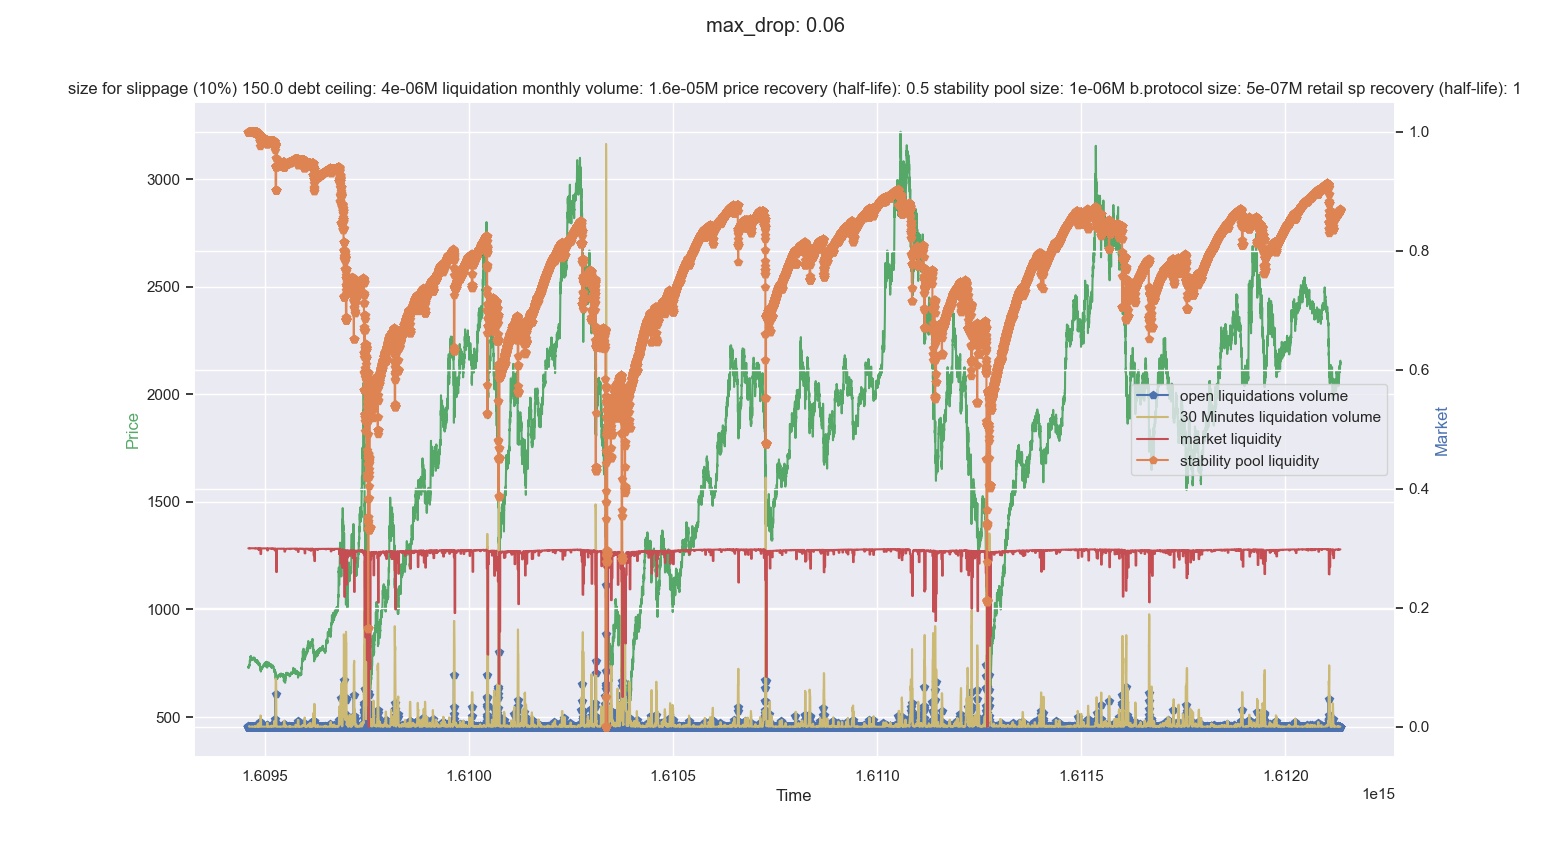 max_drop: 0.06
size for slippage (10%) 150.0 debt ceiling: 4e-06M liquidation monthly volume: 1.6e-05M price recovery (half-life): 0.5 stability pool size: 1e-06M b.protocol size: 5e-07M retail sp recovery (half-life): 1
1.0
3000
0.8
2500
0.6
2000
open liquidations volume
30 Minutes liquidation volume
market liquidity
stability pool liquidity
Price
Market
1500
0.4
1000
0.2
500
0.0
1.6095 1.6100 1.6105 1.6110 1.6115 1.6120
Time
1e15